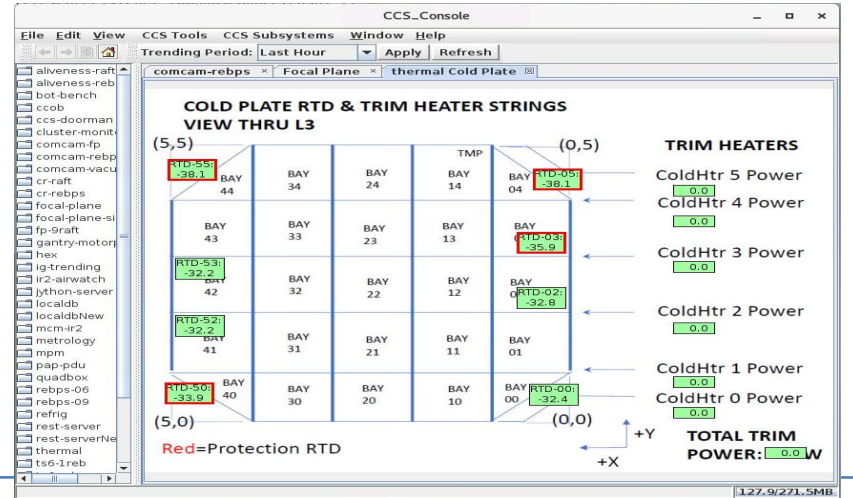 CCS_Console
File Edit View CCS Tools CCS Subsystems Window Help
Trending Period: Last Hour Apply Refresh
aliveness-raft
aliveness-reb
bot-bench
ccob
ccs-doorman
cluster-monit
comcam-fp
comcam-rebp
comcam-vacu
cr-raft
cr-rebps
focal-plane
focal-plane-si
fp-9raft
gantry-motorp
hex
ig-trending
ir2-airwatch
jython-server
localdb
localdbNew
mcm-ir2
metrology
mpm
pap-pdu
quadbox
rebps-06
rebps-09
refrig
rest-server
rest-serverNe
thermal
ts6-1reb
comcam-rebps × Focal Plane × thermal Cold Plate
COLD PLATE RTD & TRIM HEATER STRINGS
VIEW THRU L3
(5,5) (0,5)
TMP
RTD-55:
-38.1
BAY
44
BAY
34
BAY
24
BAY
14
BAY
04
RTD-05:
-38.1
BAY
43
BAY
33
BAY
23
BAY
13
BAY
RTD-03:
-35.9
RTD-53:
-32.2
BAY
42
BAY
32
BAY
22
BAY
12
BAY
RTD-02:
-32.8
RTD-52:
-32.2
BAY
41
BAY
31
BAY
21
BAY
11
BAY
01
RTD-50:
-33.9
BAY
40
BAY
30
BAY
20
BAY
10
BAY
00
RTD-00:
-32.4
(5,0) (0,0)
Red=Protection RTD
+Y
+X
TRIM HEATERS
ColdHtr 5 Power
0.0
ColdHtr 4 Power
0.0
ColdHtr 3 Power
0.0
ColdHtr 2 Power
0.0
ColdHtr 1 Power
0.0
ColdHtr 0 Power
0.0
TOTAL TRIM
POWER: 0.0 W
127.9/271.5MB